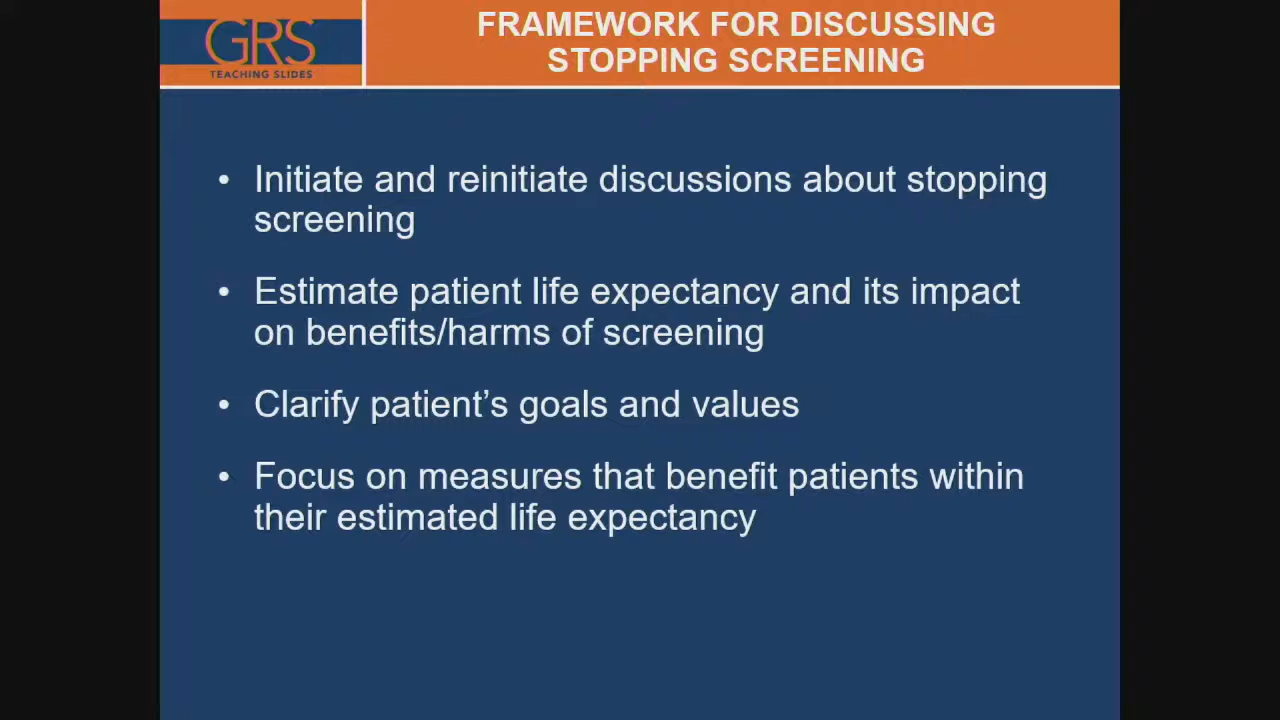 GRS
TEACHING SLIDES
FRAMEWORK FOR DISCUSSING
STOPPING SCREENING
• Initiate and reinitiate discussions about stopping
screening
• Estimate patient life expectancy and its impact
on benefits/harms of screening
• Clarify patient’s goals and values
• Focus on measures that benefit patients within
their estimated life expectancy